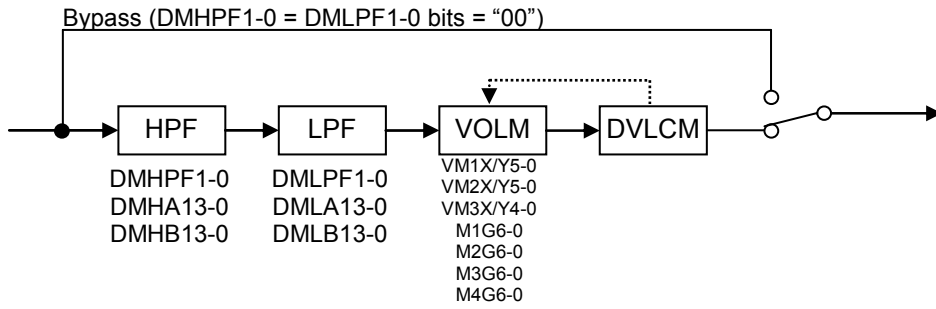 Bypass (DMHPF1-0 = DMLPF1-0 bits = “00”)
HPF
LPF
VOLM
DVLCM
DMHPF1-0
DMHA13-0
DMHB13-0
DMLPF1-0
DMLA13-0
DMLB13-0
VM1X/Y5-0
VM2X/Y5-0
VM3X/Y4-0
M1G6-0
M2G6-0
M3G6-0
M4G6-0